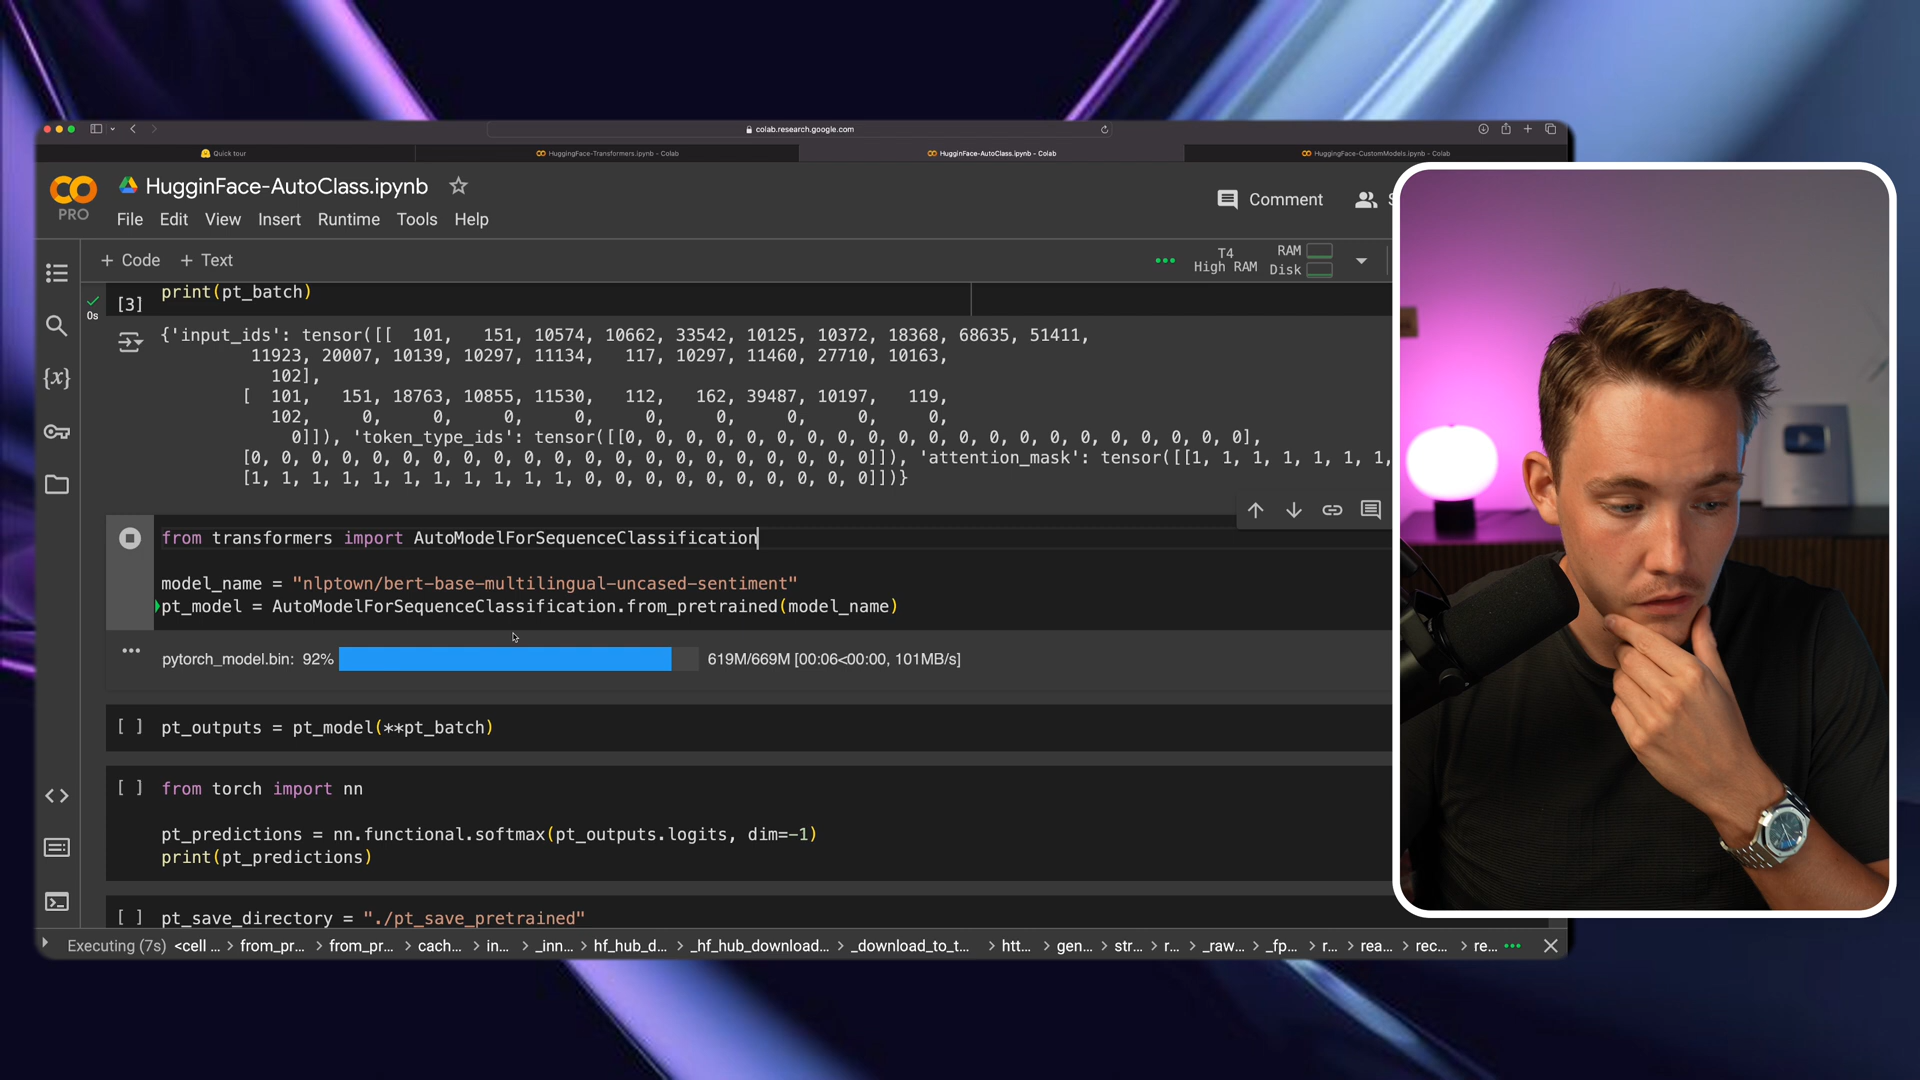 colab.research.google.com
Quick tour
HuggingFace-Transformers.ipynb - Colab
HugginFace-AutoClass.ipynb - Colab
HuggingFace-CustomModels.ipynb - Colab
CO
PRO
HugginFace-AutoClass.ipynb
File Edit View Insert Runtime Tools Help
Comment
S
+ Code + Text
T4
High RAM
RAM
Disk
print(pt_batch)
[3]
0s
{'input_ids': tensor([[ 101, 151, 10574, 10662, 33542, 10125, 10372, 18368, 68635, 51411,
11923, 20007, 10139, 10297, 11134, 117, 10297, 11460, 27710, 10163,
102],
[ 101, 151, 18763, 10855, 11530, 112, 162, 39487, 10197, 119,
102, 0, 0, 0, 0, 0, 0, 0, 0, 0,
0]]), 'token_type_ids': tensor([[0, 0, 0, 0, 0, 0, 0, 0, 0, 0, 0, 0, 0, 0, 0, 0, 0, 0, 0, 0, 0],
[0, 0, 0, 0, 0, 0, 0, 0, 0, 0, 0, 0, 0, 0, 0, 0, 0, 0, 0, 0, 0]]), 'attention_mask': tensor([[1, 1, 1, 1, 1, 1, 1,
[1, 1, 1, 1, 1, 1, 1, 1, 1, 1, 1, 0, 0, 0, 0, 0, 0, 0, 0, 0, 0]])}
from transformers import AutoModelForSequenceClassification
model_name = "nlptown/bert-base-multilingual-uncased-sentiment"
pt_model = AutoModelForSequenceClassification.from_pretrained(model_name)
pytorch_model.bin: 92% 619M/669M [00:06<00:00, 101MB/s]
[ ] pt_outputs = pt_model(**pt_batch)
[ ] from torch import nn
pt_predictions = nn.functional.softmax(pt_outputs.logits, dim=-1)
print(pt_predictions)
[ ] pt_save_directory = "./pt_save_pretrained"
Executing (7s) <cell ... > from_pr... > from_pr... > cach... > in... > _inn... > hf_hub_d... > _hf_hub_download... > _download_to_t... > htt... > gen... > str... > r... > _raw... > _fp... > r... > rea... > rec... > re...